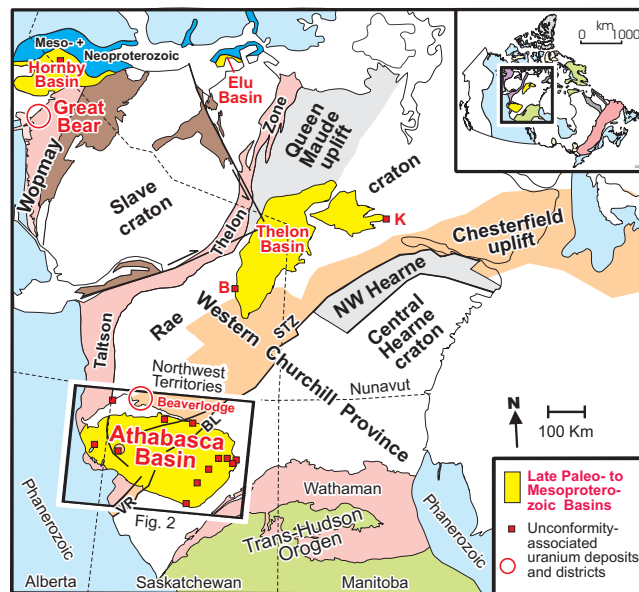 Meso- +
Neoproterozoic
Hornby
Basin
Elu
Basin
Great
Bear
Wopmay
Slave
craton
Thelon
Zone
Queen
Maude
uplift
craton
Thelon
Basin
K
B
Chesterfield
uplift
NW Hearne
Central
Hearne
craton
Rae
Western Churchill Province
STZ
Taltson
Northwest
Territories
Nunavut
Beaverlodge
BL
Athabasca
Basin
VR
Fig. 2
Wathaman
Trans-Hudson
Orogen
Phanerozoic
Phanerozoic
Alberta
Saskatchewan
Manitoba
km
0 1000
N
100 Km
Late Paleo- to
Mesoprotero-
zoic Basins
Unconformity-
associated
uranium deposits
and districts